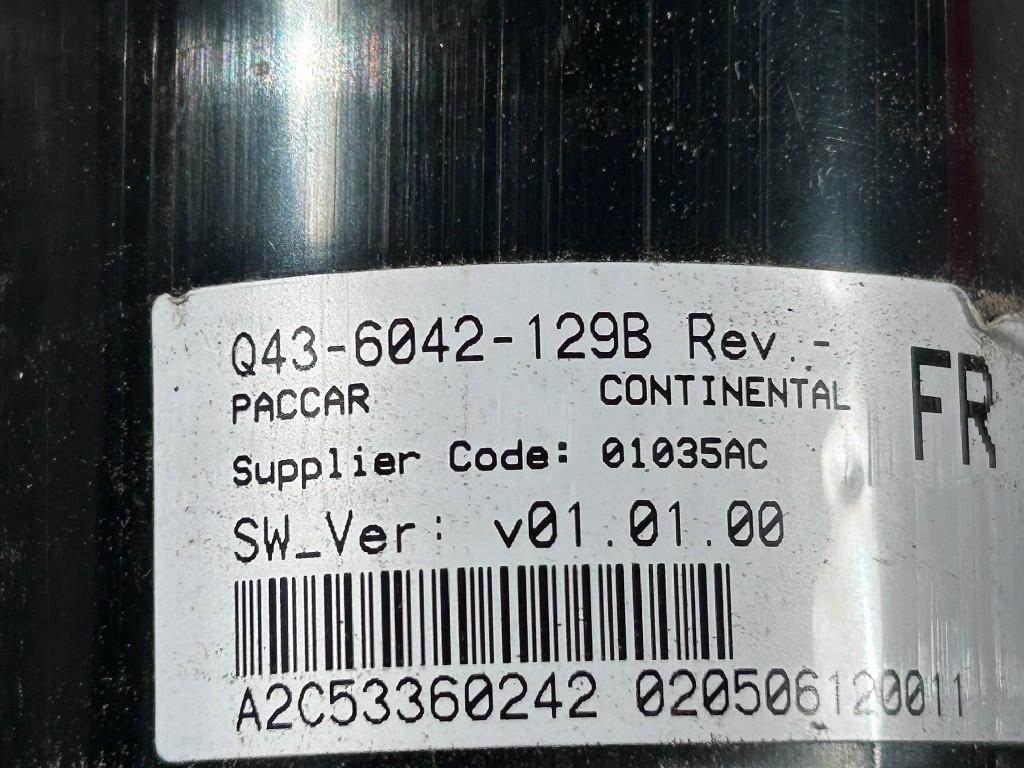 Q43-6042-129B Rev.-
PACCAR CONTINENTAL
FR
Supplier Code: 01035AC
SW_Ver: v01.01.00
A2C53360242 020506120011